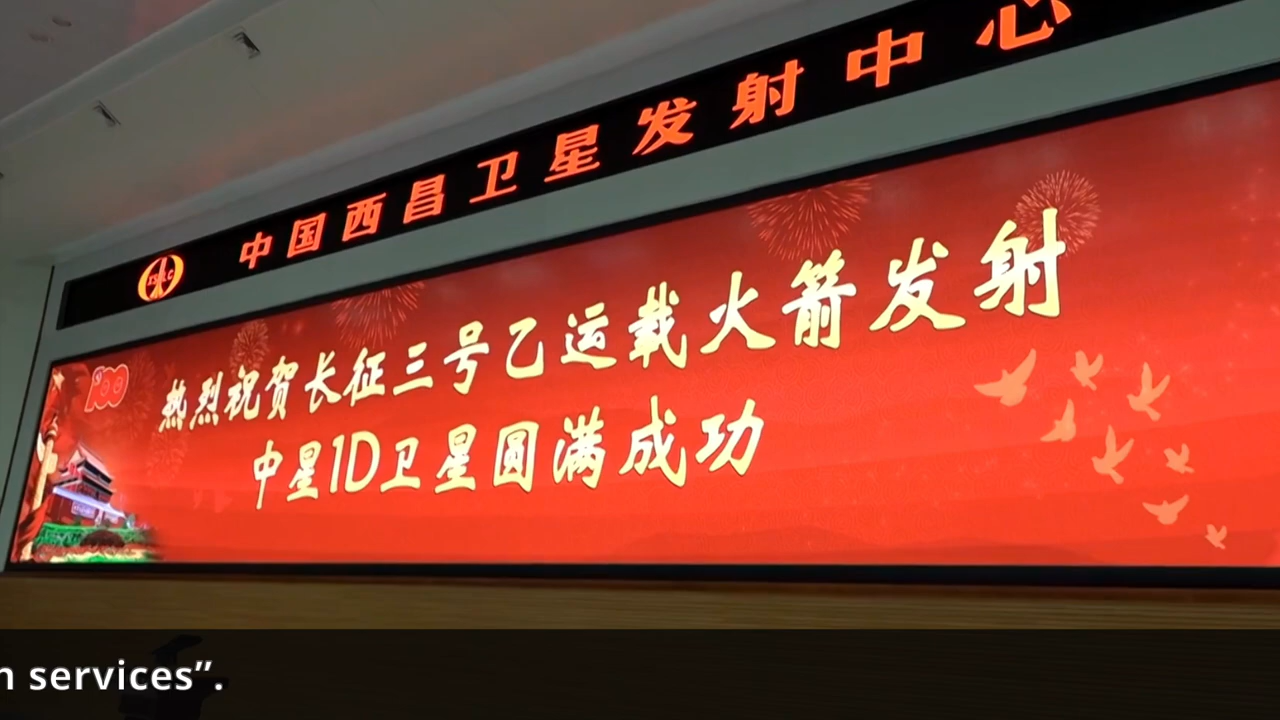 中国西昌卫星发射中心
100
热烈祝贺长征三号乙运载火箭发射
中星1D卫星圆满成功
services”.